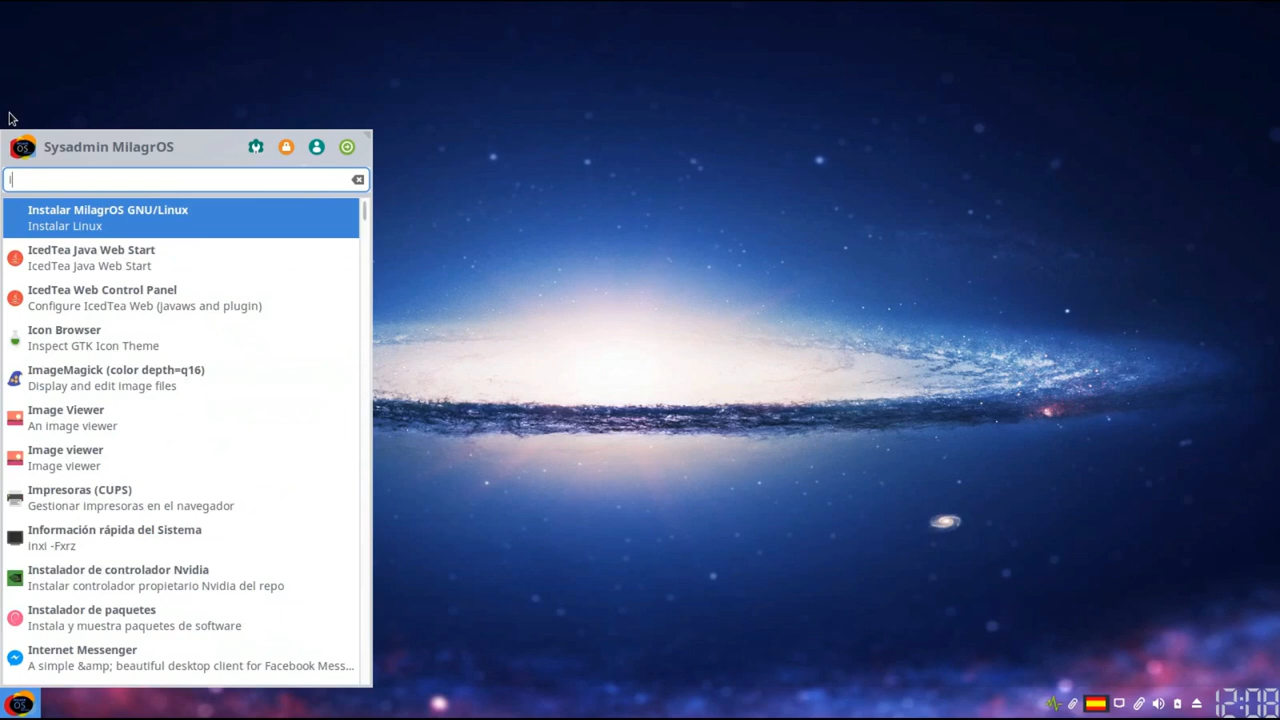 OS
Sysadmin MilagrOS
i
Instalar MilagrOS GNU/Linux
Instalar Linux
IcedTea Java Web Start
IcedTea Java Web Start
IcedTea Web Control Panel
Configure IcedTea Web (javaws and plugin)
Icon Browser
Inspect GTK Icon Theme
ImageMagick (color depth=q16)
Display and edit image files
Image Viewer
An image viewer
Image viewer
Image viewer
Impresoras (CUPS)
Gestionar impresoras en el navegador
Información rápida del Sistema
inxi -Fxrz
Instalador de controlador Nvidia
Instalar controlador propietario Nvidia del repo
Instalador de paquetes
Instala y muestra paquetes de software
Internet Messenger
A simple &amp; beautiful desktop client for Facebook Mess...
OS
12:08